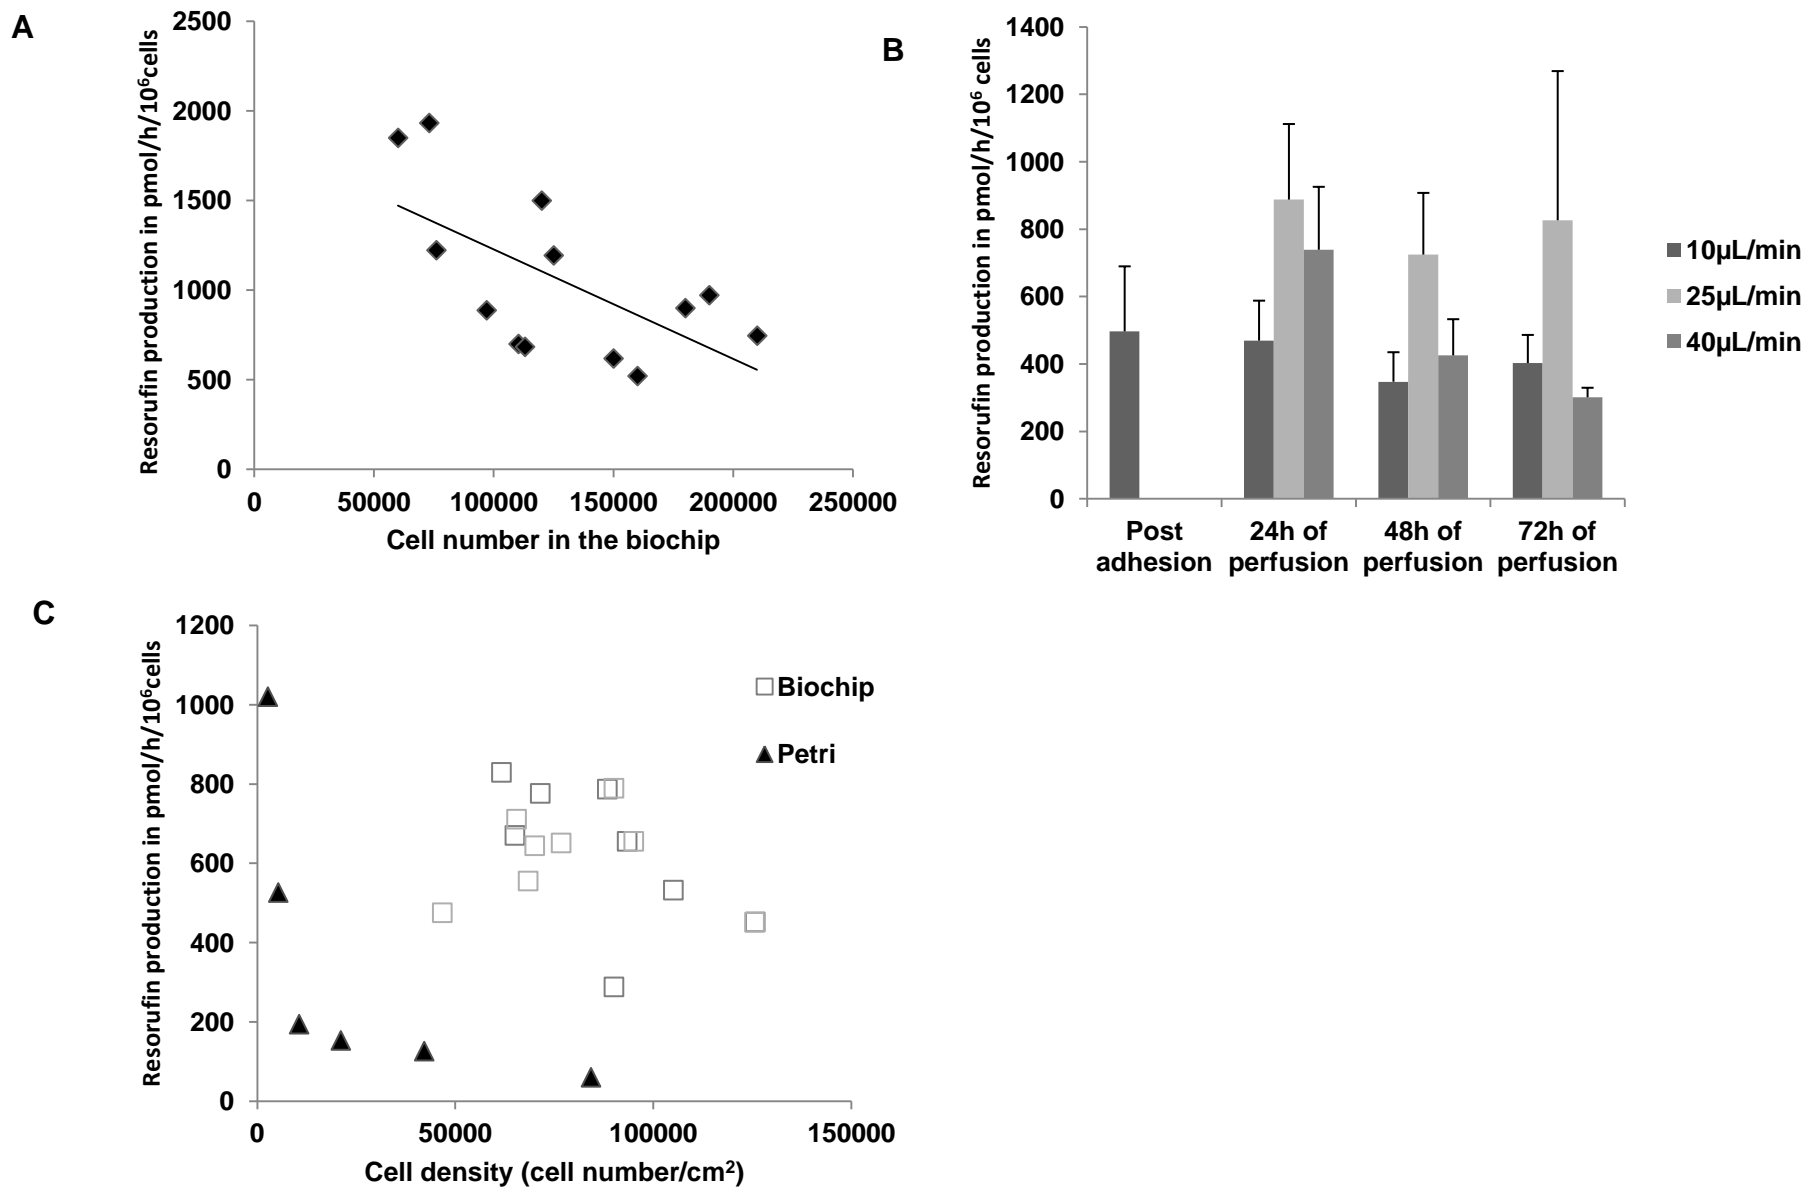 A
Resorufin production in pmol/h/10⁶cells
2500
2000
1500
1000
500
0
0 50000 100000 150000 200000 250000
Cell number in the biochip
B
Resorufin production in pmol/h/10⁶ cells
1400
1200
1000
800
600
400
200
0
Post adhesion
24h of perfusion
48h of perfusion
72h of perfusion
10µL/min
25µL/min
40µL/min
C
Resorufin production in pmol/h/10⁶cells
1200
1000
800
600
400
200
0
0 50000 100000 150000
Cell density (cell number/cm²)
Biochip
Petri